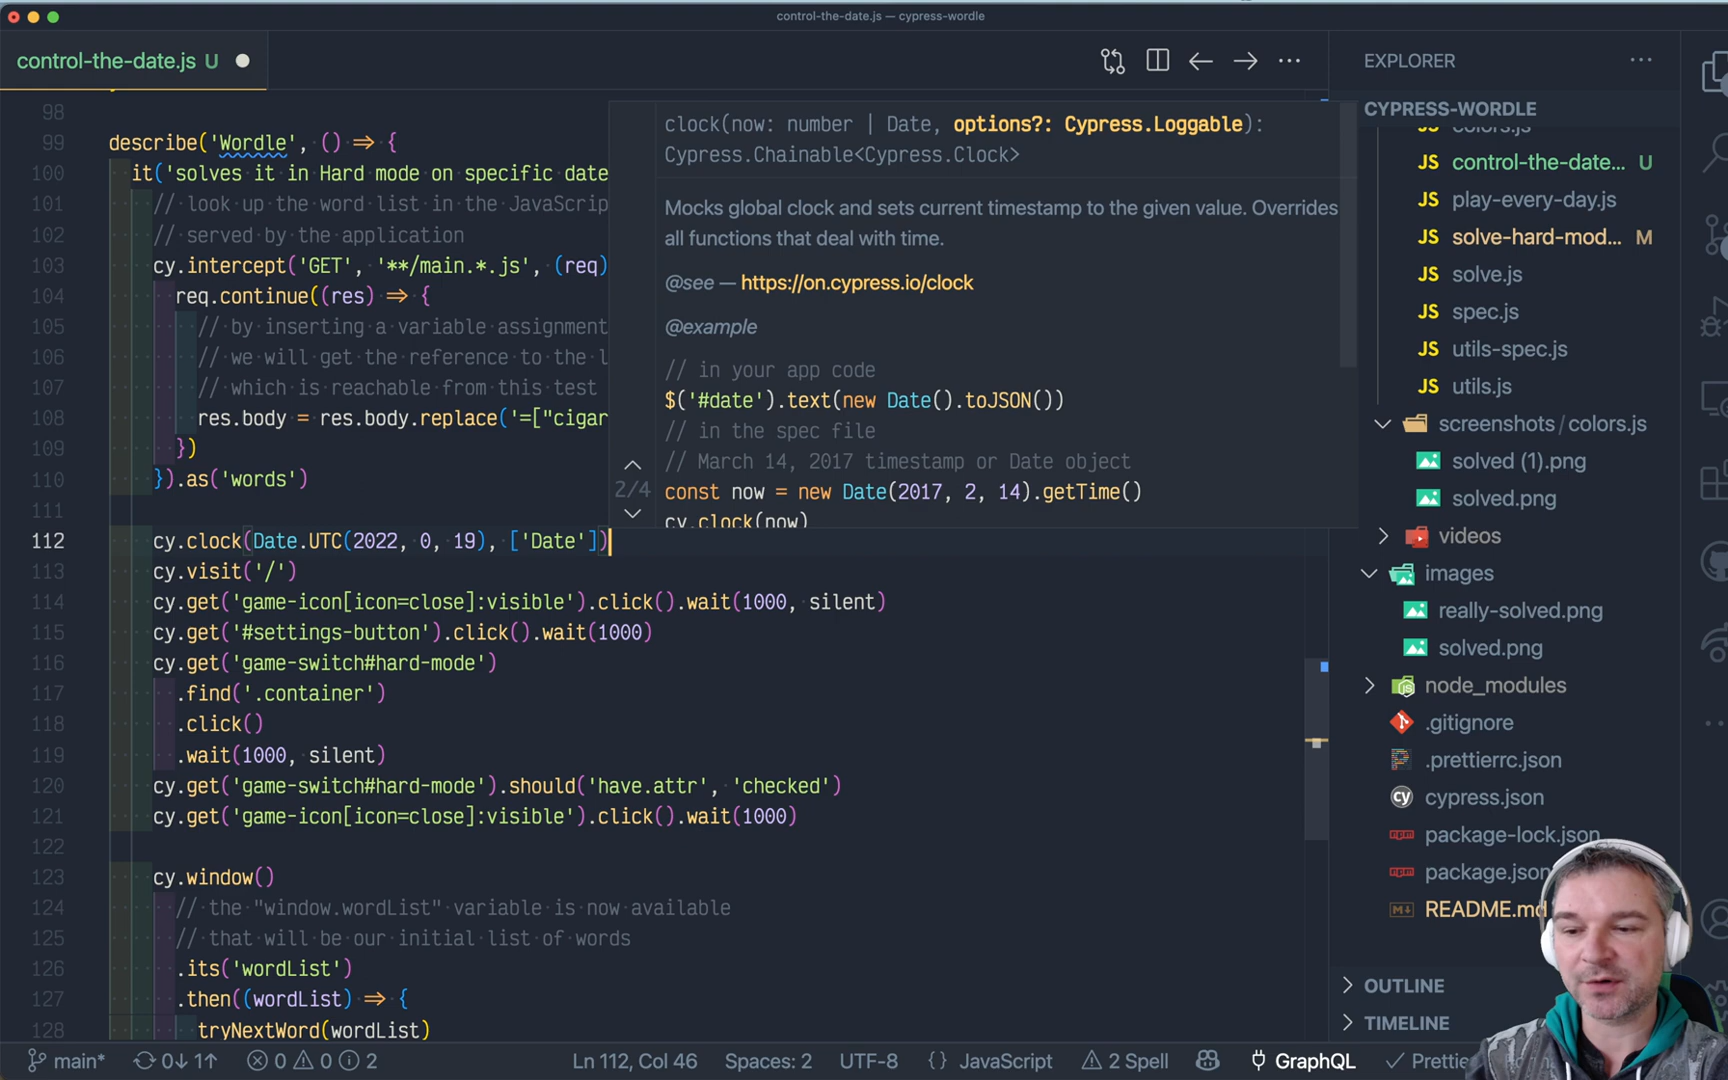 control-the-date.js — cypress-wordle
control-the-date.js U
98
99 describe('Wordle', () => {
100 it('solves it in Hard mode on specific date
101 // look up the word list in the JavaScrip
102 // served by the application
103 cy.intercept('GET', '**/main.*.js', (req)
104 req.continue((res) => {
105 // by inserting a variable assignment
106 // we will get the reference to the l
107 // which is reachable from this test
108 res.body = res.body.replace('=["cigar
109 })
110 }).as('words')
111
112 cy.clock(Date.UTC(2022, 0, 19), ['Date'])
113 cy.visit('/')
114 cy.get('game-icon[icon=close]:visible').click().wait(1000, silent)
115 cy.get('#settings-button').click().wait(1000)
116 cy.get('game-switch#hard-mode')
117 .find('.container')
118 .click()
119 .wait(1000, silent)
120 cy.get('game-switch#hard-mode').should('have.attr', 'checked')
121 cy.get('game-icon[icon=close]:visible').click().wait(1000)
122
123 cy.window()
124 // the "window.wordList" variable is now available
125 // that will be our initial list of words
126 .its('wordList')
127 .then((wordList) => {
128 tryNextWord(wordList)
clock(now: number | Date, options?: Cypress.Loggable):
Cypress.Chainable<Cypress.Clock>
Mocks global clock and sets current timestamp to the given value. Overrides
all functions that deal with time.
@see — https://on.cypress.io/clock
@example
// in your app code
$('#date').text(new Date().toJSON())
// in the spec file
// March 14, 2017 timestamp or Date object
2/4
const now = new Date(2017, 2, 14).getTime()
cy.clock(now)
EXPLORER
CYPRESS-WORDLE
JS colors.js
JS control-the-date... U
JS play-every-day.js
JS solve-hard-mod... M
JS solve.js
JS spec.js
JS utils-spec.js
JS utils.js
screenshots / colors.js
solved (1).png
solved.png
videos
images
really-solved.png
solved.png
node_modules
.gitignore
.prettierrc.json
cy cypress.json
npm package-lock.json
npm package.json
README.md
OUTLINE
TIMELINE
main* 0↓ 1↑ 0 0 2 Ln 112, Col 46 Spaces: 2 UTF-8 {} JavaScript 2 Spell GraphQL